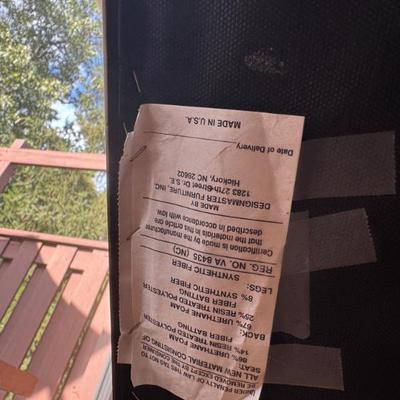 UNDER PENALTY OF LAW THIS TAG NOT TO
BE REMOVED EXCEPT BY THE CONSUMER
ALL NEW MATERIAL CONSISTING OF
SEAT:
86% URETHANE FOAM
14% RESIN TREATED POLYESTER
FIBER BATTING
BACK:
67% URETHANE FOAM
25% RESIN TREATED POLYESTER
FIBER BATTING
8% SYNTHETIC FIBER
LEGS:
SYNTHETIC FIBER
REG. NO. VA 8435 (NC)
Certification is made by the manufacturer
that the materials in this article are
described in accordance with law
MADE BY
DESIGNMASTER FURNITURE, INC.
1283 27th Street Dr. S.E.
Hickory, NC 28602
Date of Delivery
MADE IN U.S.A.